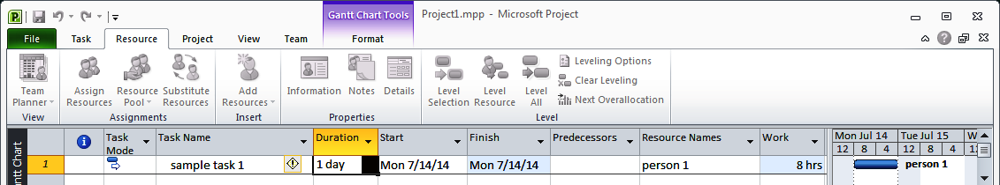 Gantt Chart Tools Project1.mpp - Microsoft Project
File Task Resource Project View Team Format
Team Planner Assign Resources Resource Pool Substitute Resources Add Resources Information Notes Details Level Selection Level Resource Level All
Leveling Options
Clear Leveling
Next Overallocation
View Assignments Insert Properties Level
Task Mode Task Name Duration Start Finish Predecessors Resource Names Work Mon Jul 14 Tue Jul 15 W
12 8 4 12 8 4 12
1 sample task 1 1 day Mon 7/14/14 Mon 7/14/14 person 1 8 hrs person 1
ntt Chart